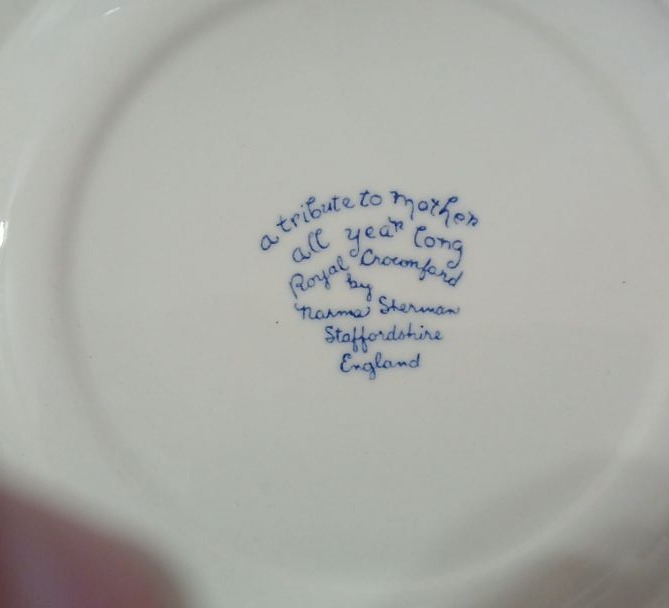 a tribute to mother
all year long
Royal Crownford
by
Norma Sherman
Staffordshire
England